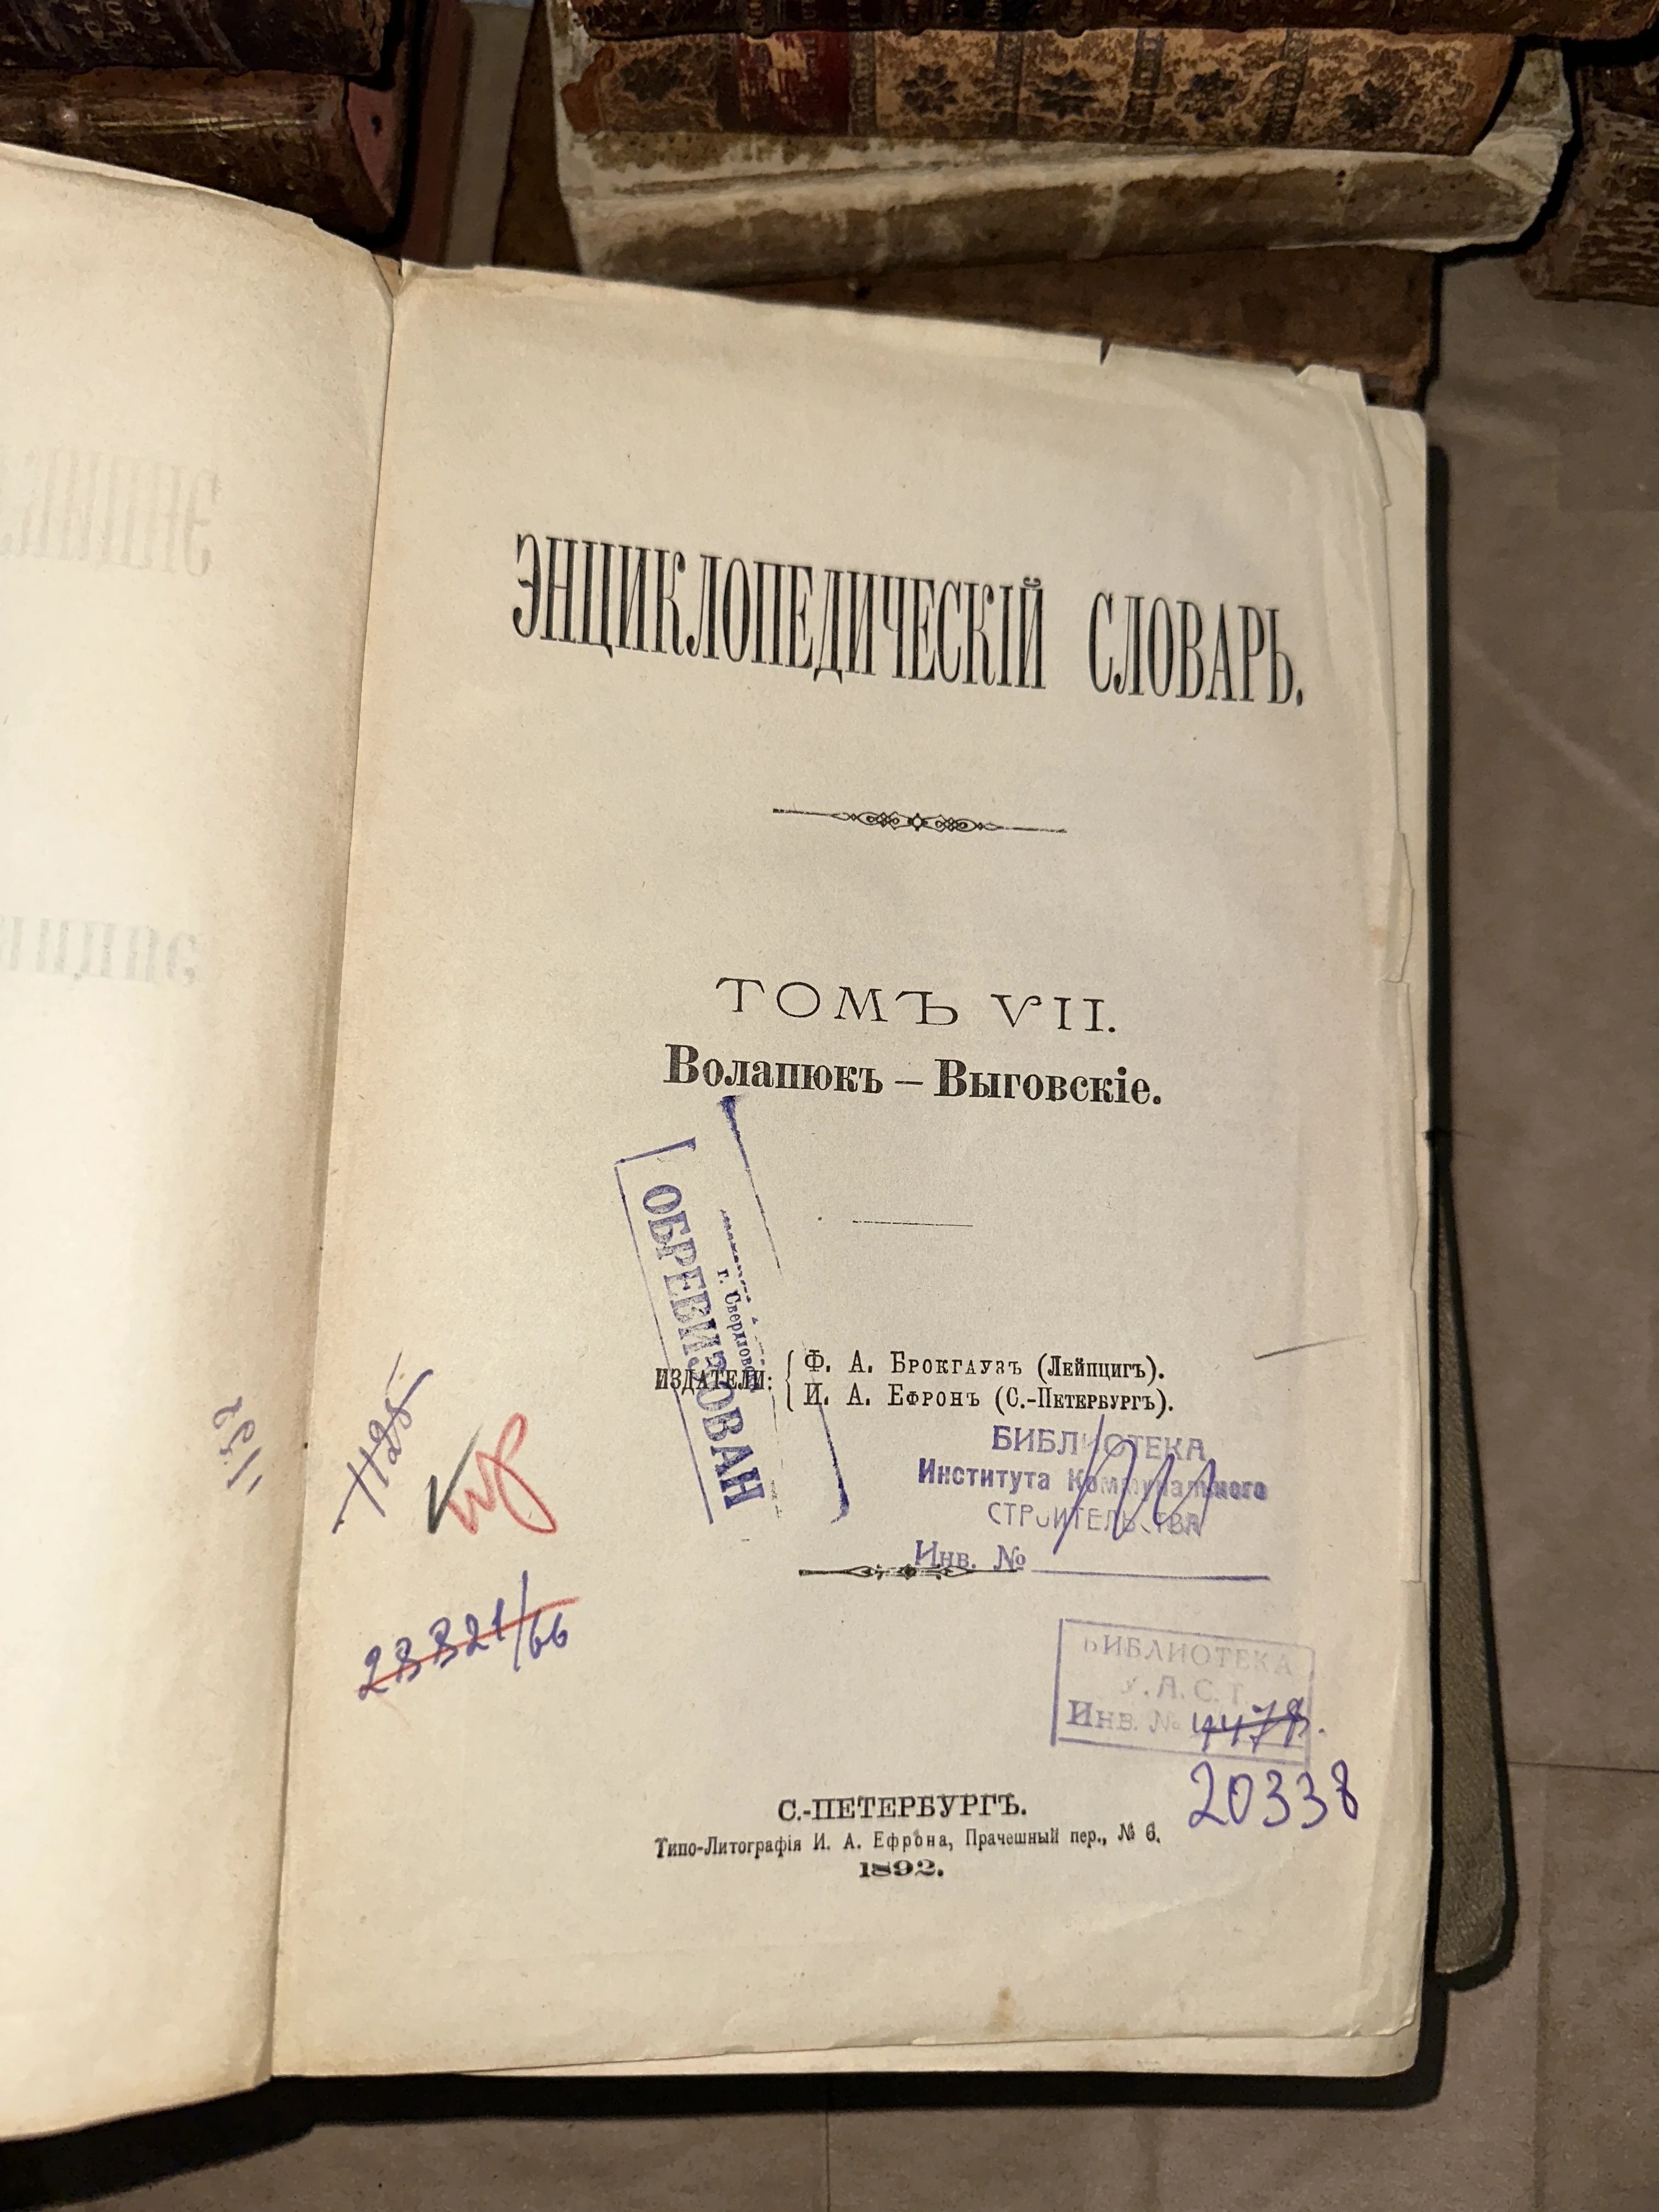 ЭНЦИКЛОПЕДИЧЕСКІЙ СЛОВАРЬ.
ТОМЪ VII.
Волапюкъ — Выговскіе.
г. Свердловск
ОБРЕВИЗОВАН
ИЗДАТЕЛИ:
Ф. А. Брокгаузъ (Лейпцигъ).
И. А. Ефронъ (С.-Петербургъ).
БИБЛИОТЕКА
Института Коммунального
СТРОИТЕЛЬСТВА
Инв. №
23321/66
БИБЛИОТЕКА
У.А.С.Т.
Инв. № 4478.
20338
С.-ПЕТЕРБУРГЪ.
Типо-Литографія И. А. Ефрона, Прачешный пер., № 6.
1892.